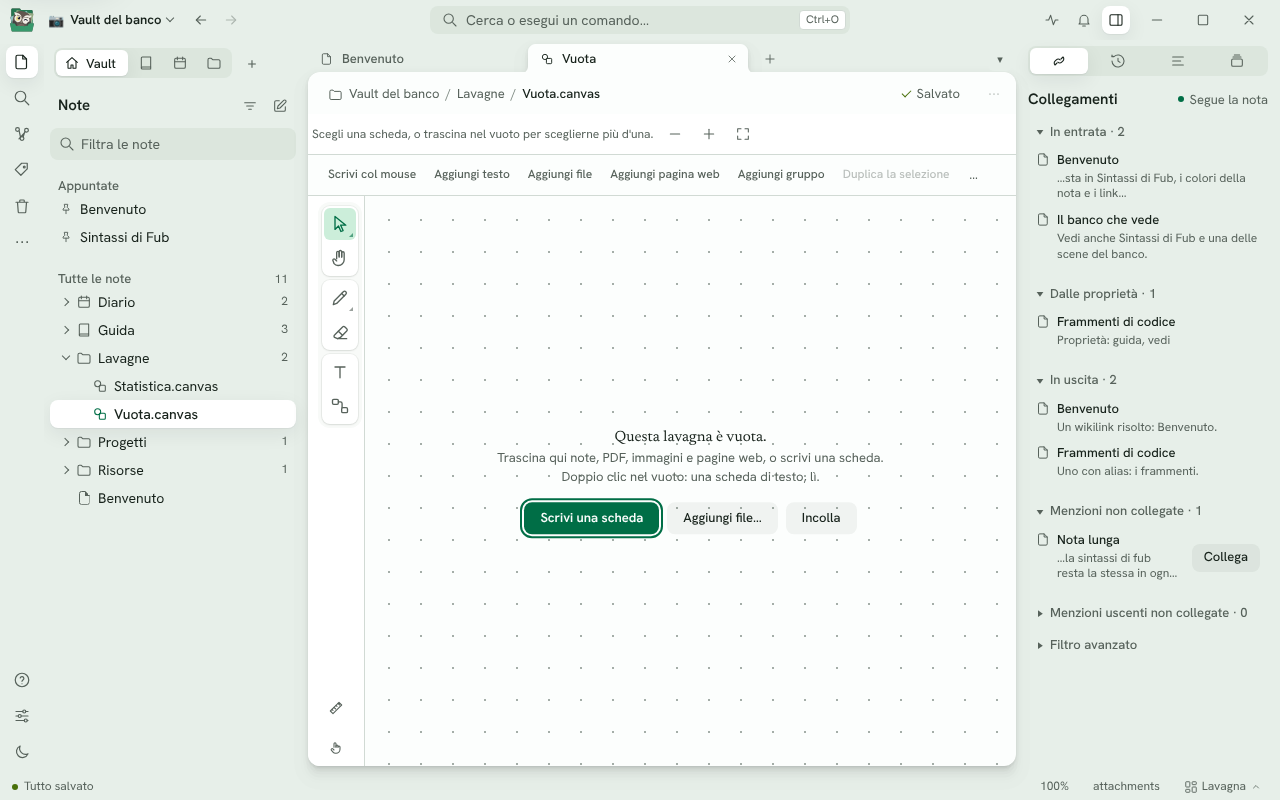 Vault del banco
Cerca o esegui un comando...
Ctrl+O
Vault
Benvenuto
Vuota
Note
Filtra le note
Appuntate
Benvenuto
Sintassi di Fub
Tutte le note 11
Diario 2
Guida 3
Lavagne 2
Statistica.canvas
Vuota.canvas
Progetti 1
Risorse 1
Benvenuto
Vault del banco / Lavagne / Vuota.canvas
Salvato
Scegli una scheda, o trascina nel vuoto per sceglierne più d'una.
Scrivi col mouse Aggiungi testo Aggiungi file Aggiungi pagina web Aggiungi gruppo Duplica la selezione ...
Questa lavagna è vuota.
Trascina qui note, PDF, immagini e pagine web, o scrivi una scheda.
Doppio clic nel vuoto: una scheda di testo; lì.
Scrivi una scheda Aggiungi file... Incolla
Collegamenti Segue la nota
In entrata · 2
Benvenuto
...sta in Sintassi di Fub, i colori della
nota e i link...
Il banco che vede
Vedi anche Sintassi di Fub e una delle
scene del banco.
Dalle proprietà · 1
Frammenti di codice
Proprietà: guida, vedi
In uscita · 2
Benvenuto
Un wikilink risolto: Benvenuto.
Frammenti di codice
Uno con alias: i frammenti.
Menzioni non collegate · 1
Nota lunga
...la sintassi di fub
resta la stessa in ogn...
Collega
Menzioni uscenti non collegate · 0
Filtro avanzato
Tutto salvato
100% attachments Lavagna